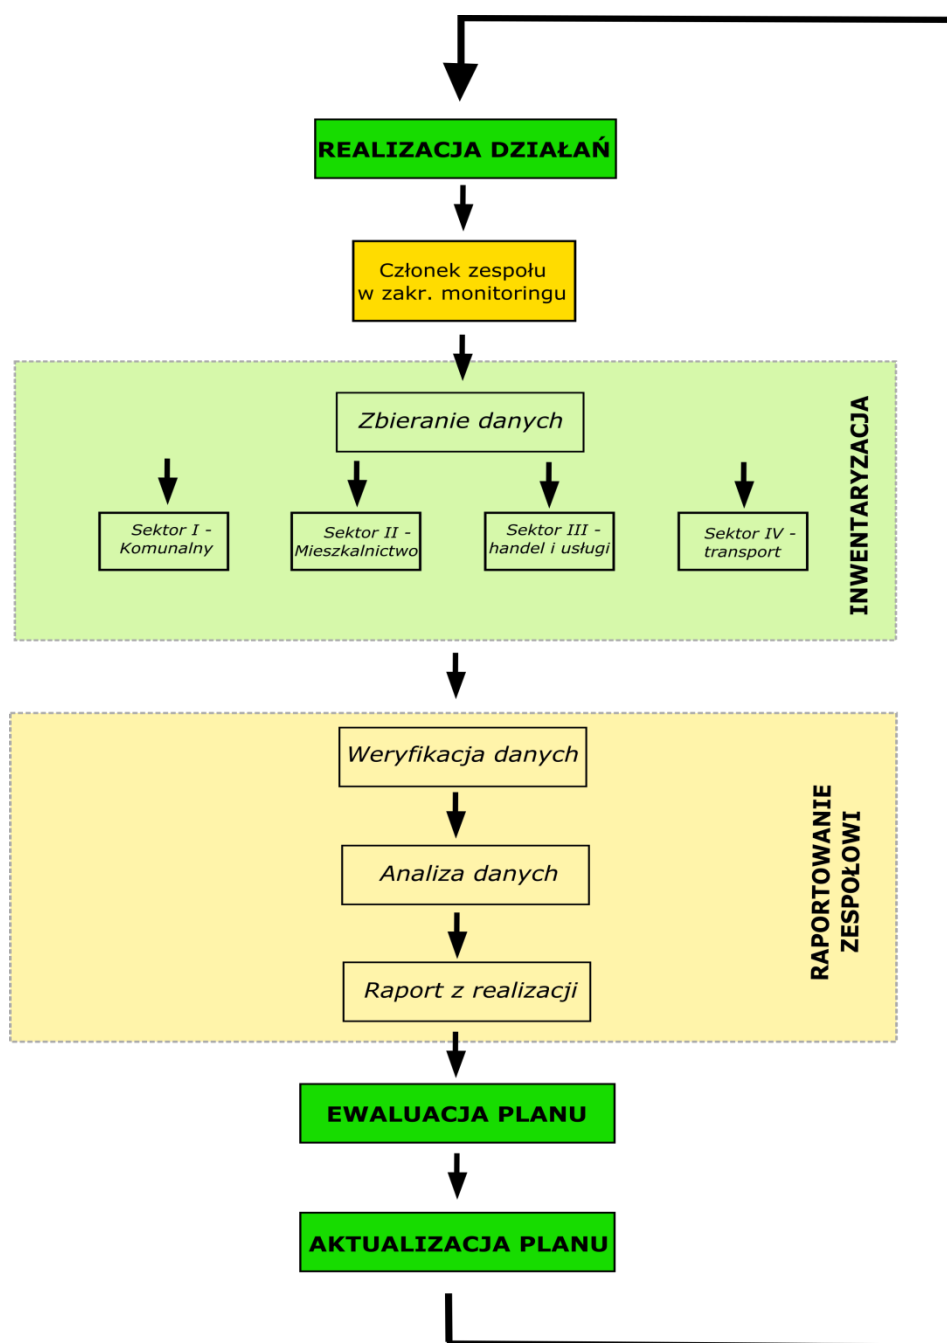 REALIZACJA DZIAŁAŃ
Członek zespołu
w zakr. monitoringu
Zbieranie danych
Sektor I -
Komunalny
Sektor II -
Mieszkalnictwo
Sektor III -
handel i usługi
Sektor IV -
transport
INWENTARYZACJA
Weryfikacja danych
Analiza danych
Raport z realizacji
RAPORTOWANIE
ZESPOŁOWI
EWALUACJA PLANU
AKTUALIZACJA PLANU